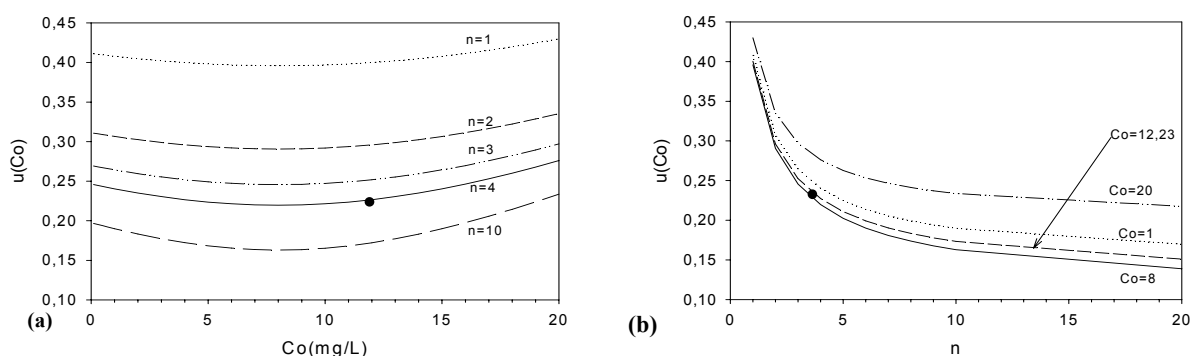 0,45
0,40
0,35
0,30
0,25
0,20
0,15
0,10
u(Co)
n=1
n=2
n=3
n=4
n=10
0 5 10 15 20
Co(mg/L)
(a)
0,45
0,40
0,35
0,30
0,25
0,20
0,15
0,10
u(Co)
Co=12,23
Co=20
Co=1
Co=8
0 5 10 15 20
n
(b)